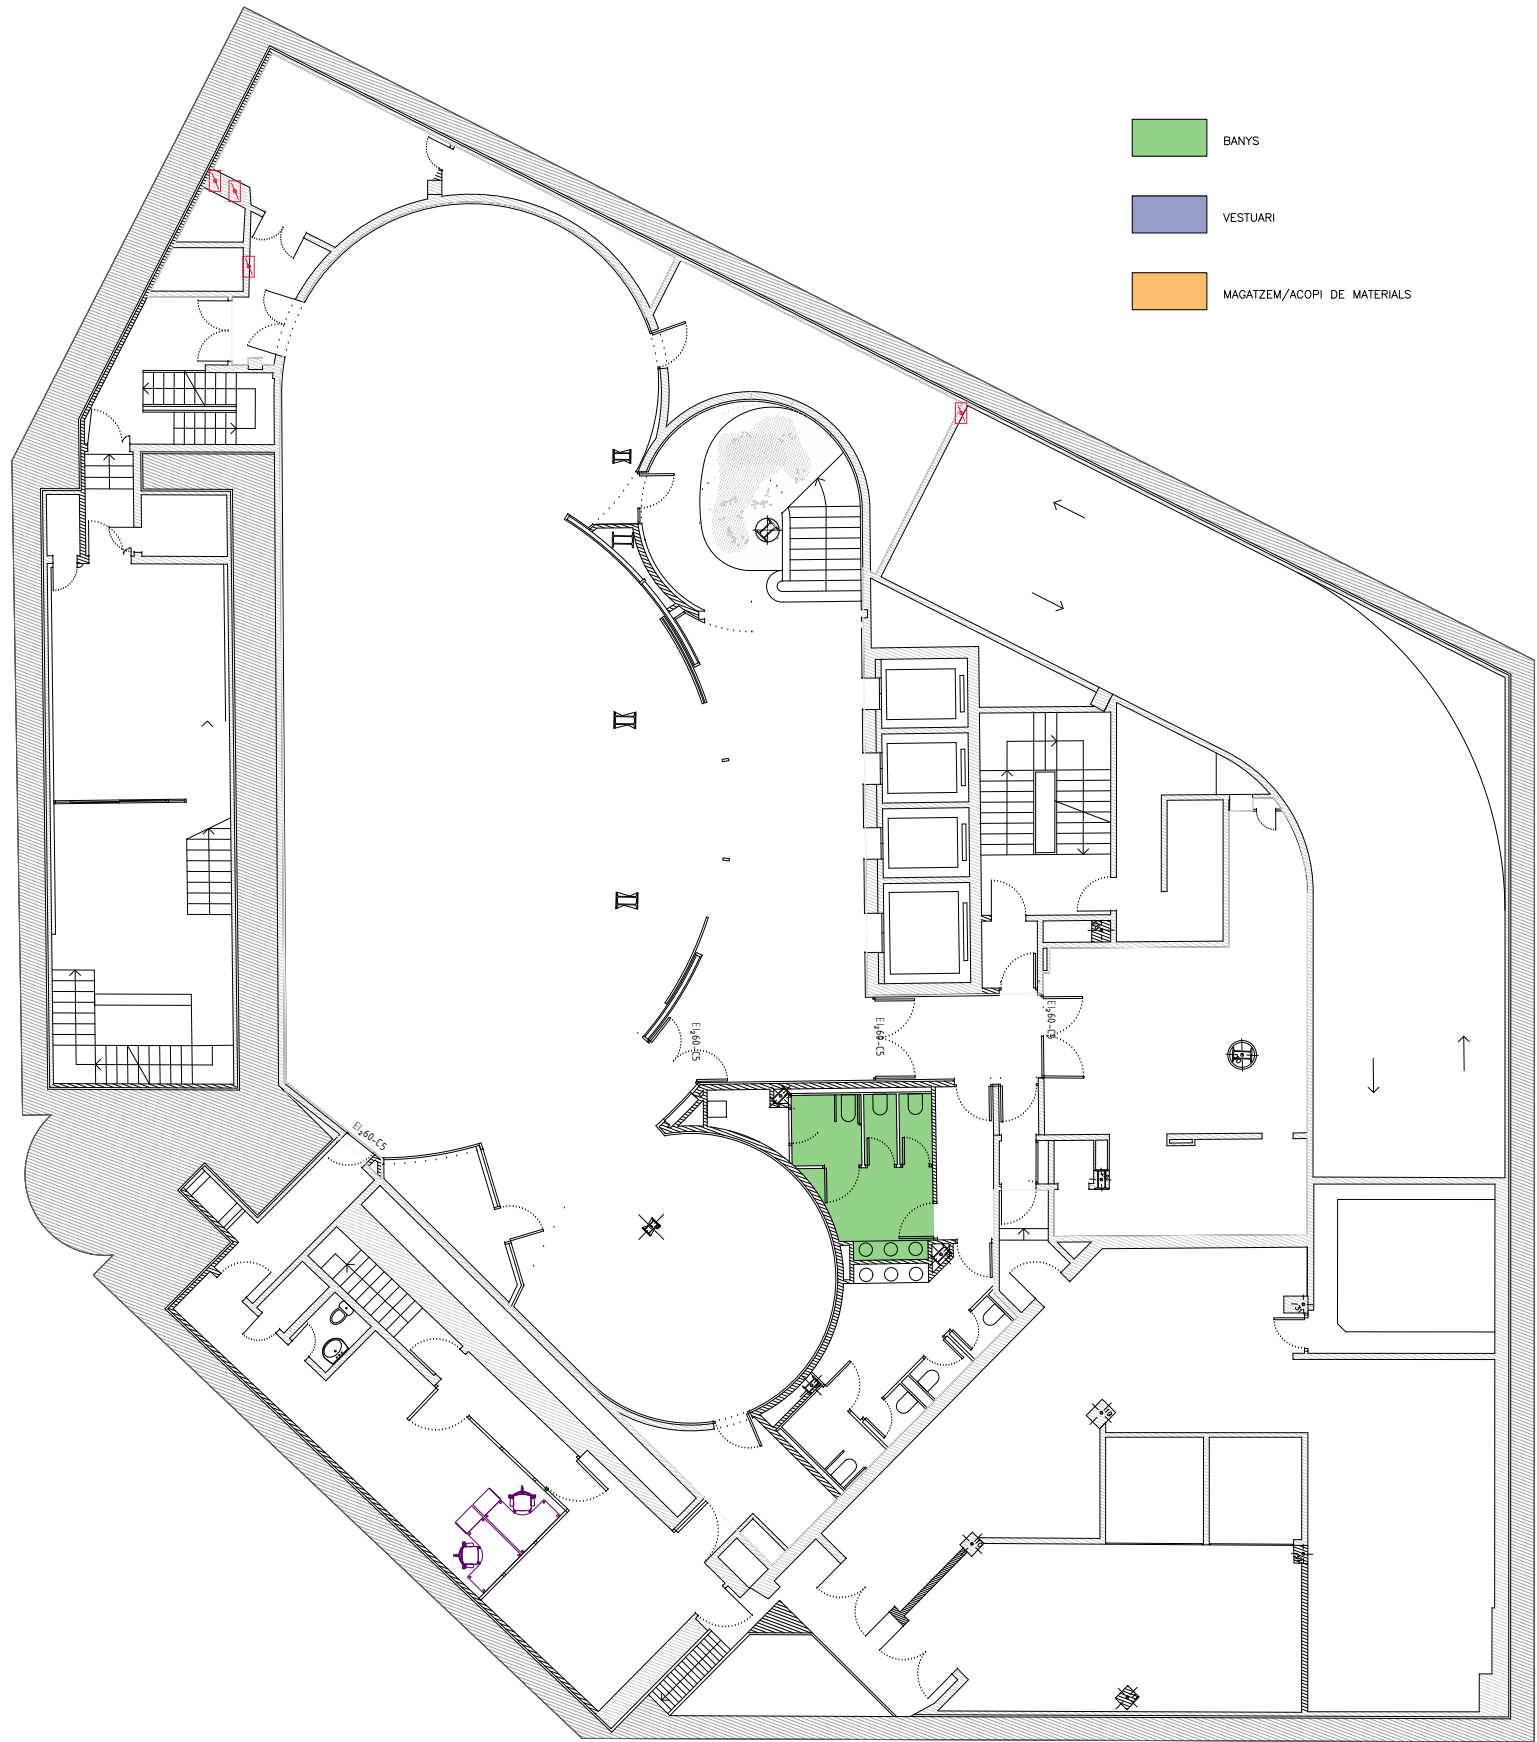 BANYS
VESTUARI
MAGATZEM/ACOPI DE MATERIALS
EI₂60-C5
EI₂60-C5
EI₂60-C5
EI₂60-C5